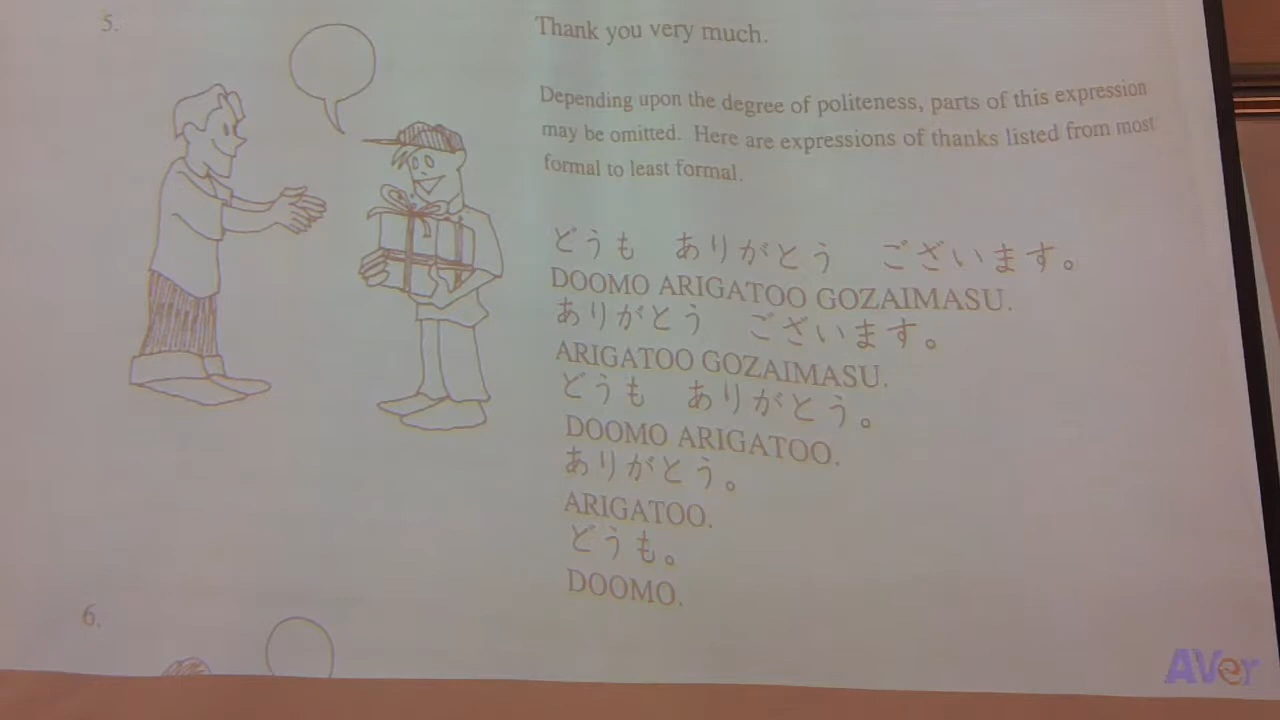 5.
Thank you very much.
Depending upon the degree of politeness, parts of this expression
may be omitted. Here are expressions of thanks listed from most
formal to least formal.
どうも ありがとう ございます。
DOOMO ARIGATOO GOZAIMASU.
ありがとう ございます。
ARIGATOO GOZAIMASU.
どうも ありがとう。
DOOMO ARIGATOO.
ありがとう。
ARIGATOO.
どうも。
DOOMO.
6.
AVer